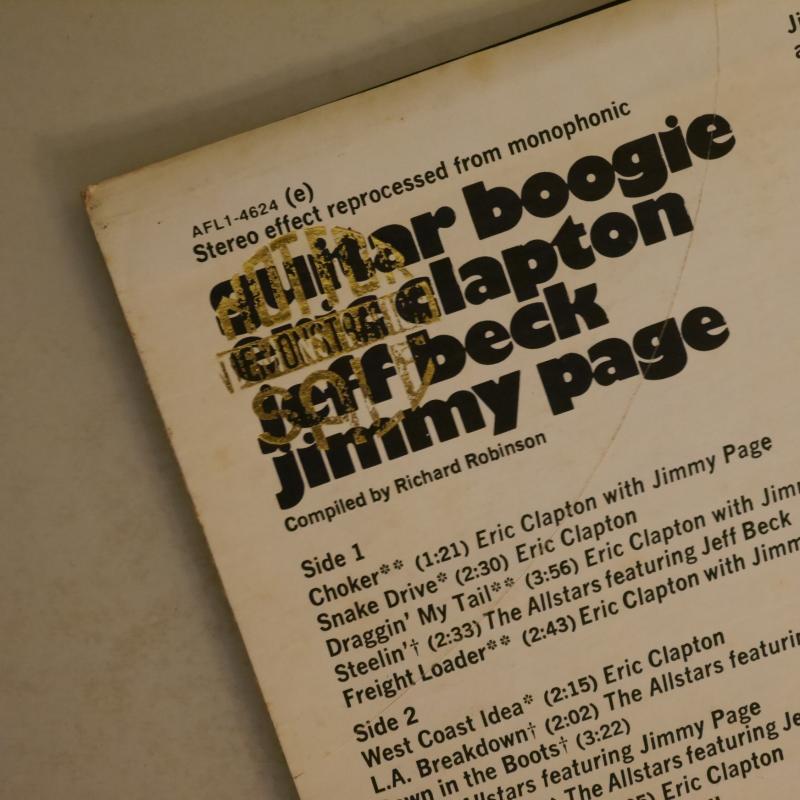 AFL1-4624 (e)
Stereo effect reprocessed from monophonic
guitar boogie
eric clapton
jeff beck
jimmy page
DEMONSTRATION
Compiled by Richard Robinson
Side 1
Choker** (1:21) Eric Clapton with Jimmy Page
Snake Drive* (2:30) Eric Clapton
Draggin' My Tail** (3:56) Eric Clapton with
Steelin'† (2:33) The Allstars featuring Jeff Beck
Freight Loader** (2:43) Eric Clapton with
Side 2
West Coast Idea* (2:15) Eric Clapton
L.A. Breakdown† (2:02) The Allstars
in the Boots† (3:22)
featuring Jimmy Page
The Allstars featuring
Eric Clapton